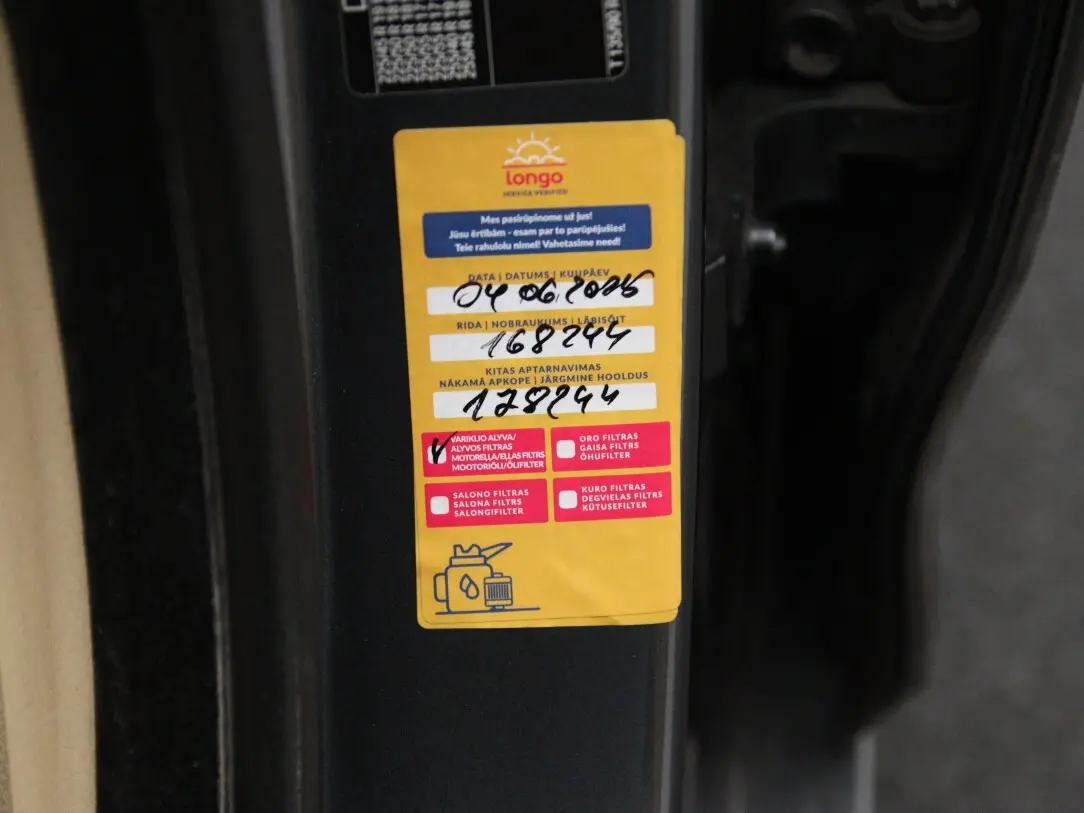 longo
SERVICE VERIFIED
Mes pasirūpinome už jus!
Jūsu ērtībām - esam par to parūpējušies!
Teie rahulolu nimel! Vahetasime need!
DATA | DATUMS | KUUPÄEV
04 06.2025
RIDA | NOBRAUKUMS | LÄBISÕIT
168244
KITAS APTARNAVIMAS
NĀKAMĀ APKOPE | JÄRGMINE HOOLDUS
178244
VARIKLIO ALYVA/
ALYVOS FILTRAS
MOTOREĻĻA/EĻĻAS FILTRS
MOOTORIÕLI/ÕLIFILTER
ORO FILTRAS
GAISA FILTRS
ÕHUFILTER
SALONO FILTRAS
SALONA FILTRS
SALONGIFILTER
KURO FILTRAS
DEGVIELAS FILTRS
KÜTUSEFILTER